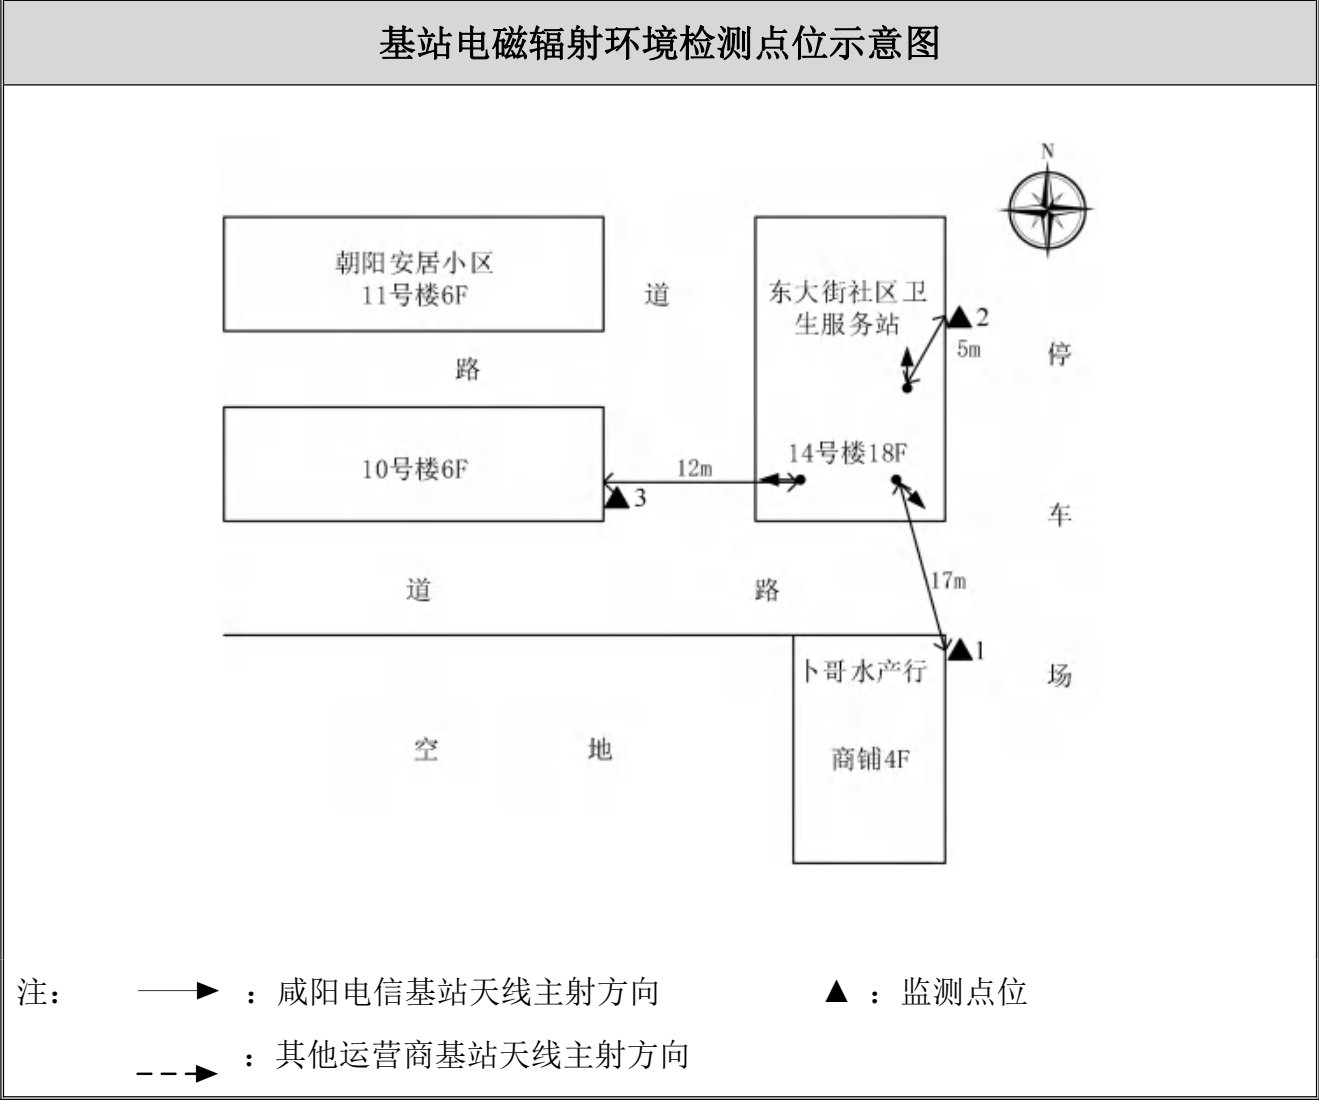 基站电磁辐射环境检测点位示意图
N
朝阳安居小区
11号楼6F
道
东大街社区卫
生服务站
2
5m
停
路
10号楼6F
12m
14号楼18F
3
车
道
路
17m
1
卜哥水产行
场
空
地
商铺4F
注：
：咸阳电信基站天线主射方向
▲：监测点位
：其他运营商基站天线主射方向